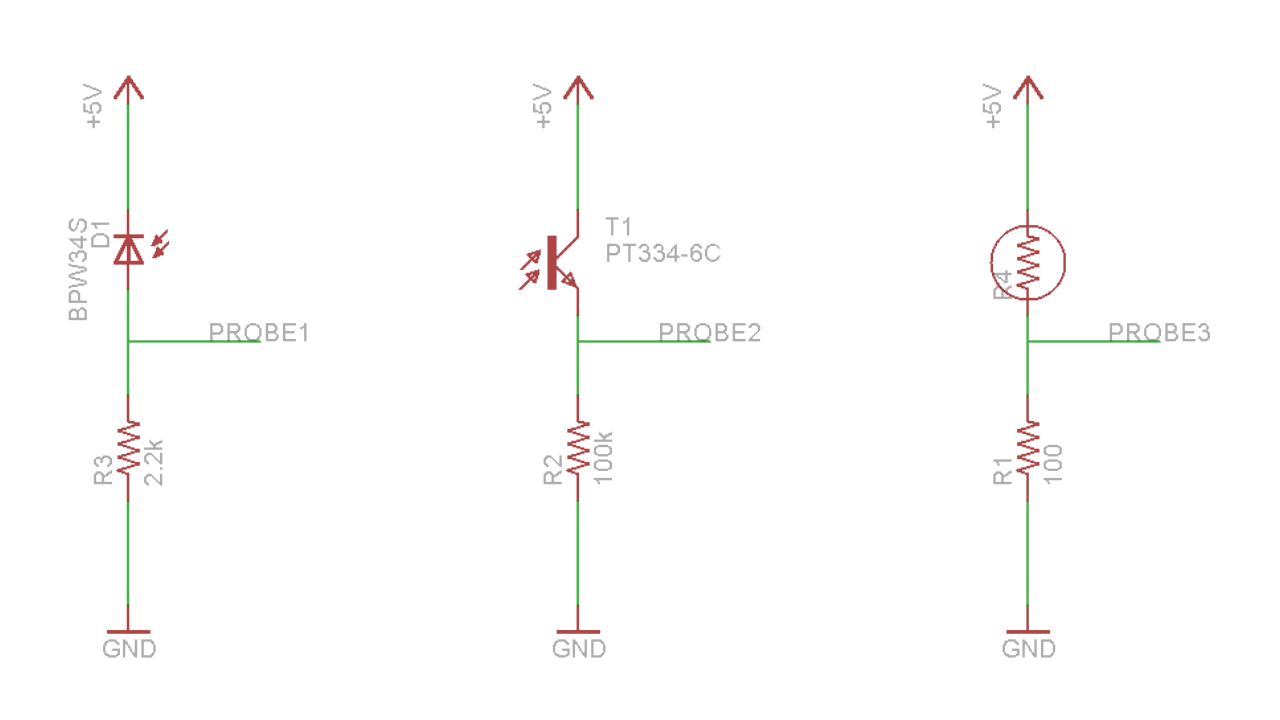 +5V
BPW34S
D1
PROBE1
R3
2.2k
GND
+5V
T1
PT334-6C
PROBE2
R2
100k
GND
+5V
R4
PROBE3
R1
100
GND